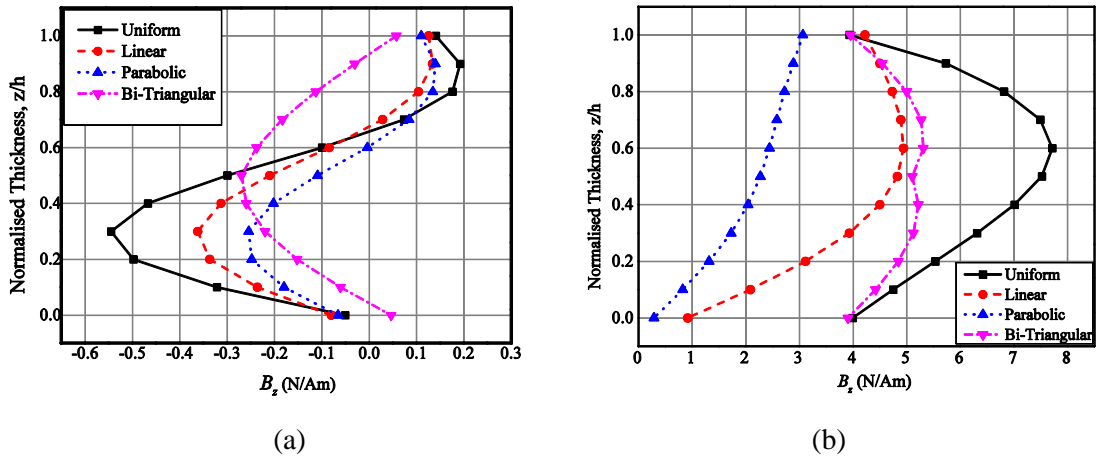 Uniform
Linear
Parabolic
Bi-Triangular
Normalised Thickness, z/h
1.0
0.8
0.6
0.4
0.2
0.0
-0.6 -0.5 -0.4 -0.3 -0.2 -0.1 0.0 0.1 0.2 0.3
B_z (N/Am)
(a)
Normalised Thickness, z/h
1.0
0.8
0.6
0.4
0.2
0.0
Uniform
Linear
Parabolic
Bi-Triangular
0 1 2 3 4 5 6 7 8
B_z (N/Am)
(b)